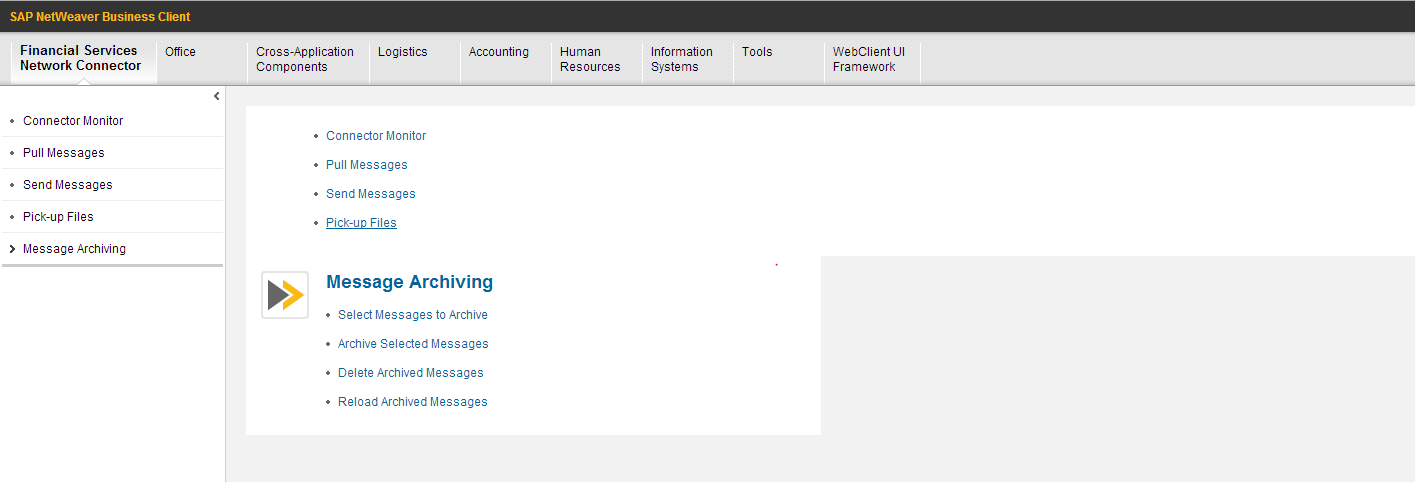 SAP NetWeaver Business Client
Financial Services
Network Connector
Office
Cross-Application
Components
Logistics
Accounting
Human
Resources
Information
Systems
Tools
WebClient UI
Framework
Connector Monitor
Pull Messages
Send Messages
Pick-up Files
Message Archiving
Connector Monitor
Pull Messages
Send Messages
Pick-up Files
Message Archiving
Select Messages to Archive
Archive Selected Messages
Delete Archived Messages
Reload Archived Messages